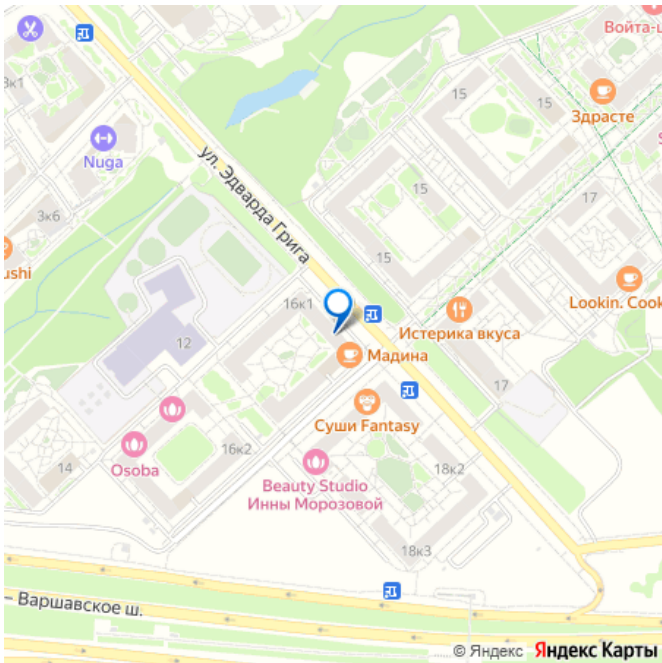 Войта-ц
3к1
15
15
Здрасте
Nuga
ул. Эдварда Грига
15
17
3к6
15
ushi
16к1
Lookin. Cook
Истерика вкуса
12
Мадина
17
Суши Fantasy
16к2
Osoba
14
Beauty Studio
Инны Морозовой
18к2
18к3
Варшавское ш.
© Яндекс Яндекс Карты